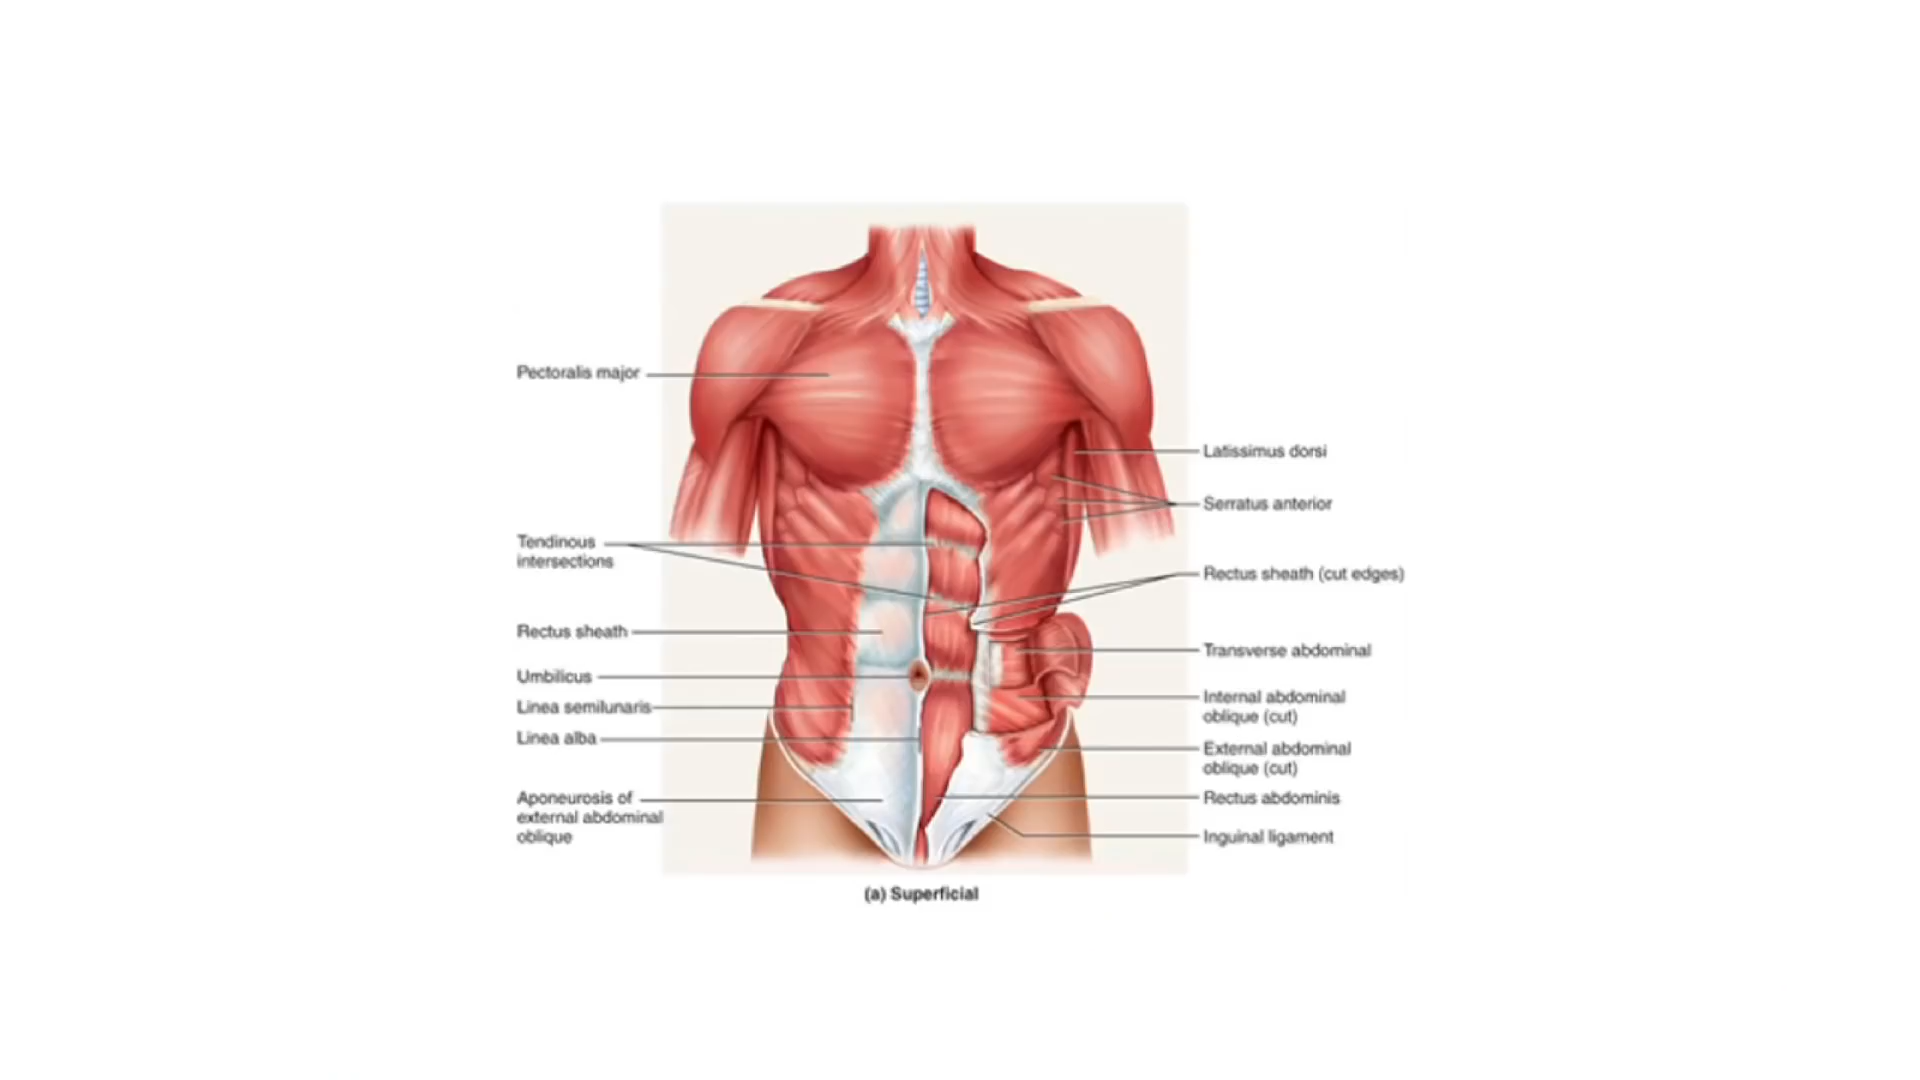 Pectoralis major
Tendinous
intersections
Rectus sheath
Umbilicus
Linea semilunaris
Linea alba
Aponeurosis of
external abdominal
oblique
Latissimus dorsi
Serratus anterior
Rectus sheath (cut edges)
Transverse abdominal
Internal abdominal
oblique (cut)
External abdominal
oblique (cut)
Rectus abdominis
Inguinal ligament
(a) Superficial